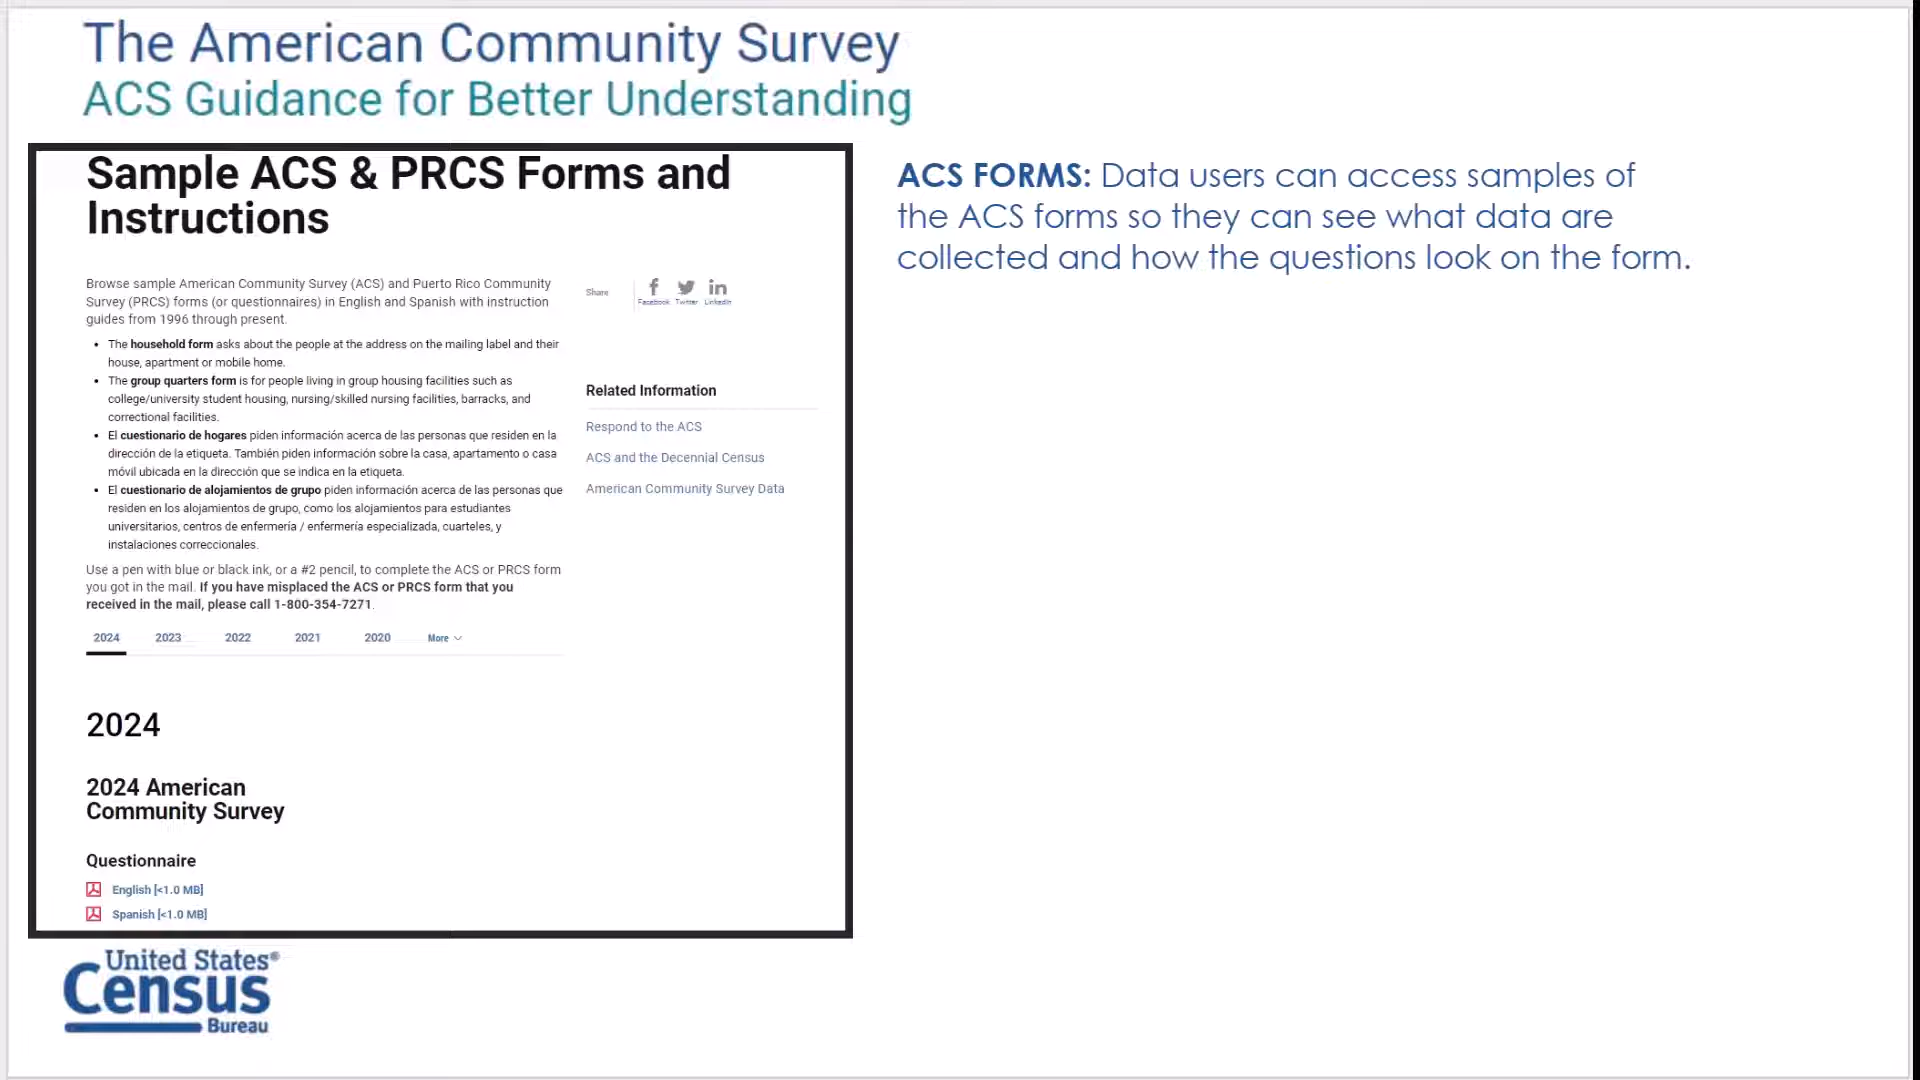 The American Community Survey
ACS Guidance for Better Understanding
Sample ACS & PRCS Forms and
Instructions
Browse sample American Community Survey (ACS) and Puerto Rico Community
Survey (PRCS) forms (or questionnaires) in English and Spanish with instruction
guides from 1996 through present.
• The household form asks about the people at the address on the mailing label and their
house, apartment or mobile home.
• The group quarters form is for people living in group housing facilities such as
college/university student housing, nursing/skilled nursing facilities, barracks, and
correctional facilities.
• El cuestionario de hogares piden información acerca de las personas que residen en la
dirección de la etiqueta. También piden información sobre la casa, apartamento o casa
móvil ubicada en la dirección que se indica en la etiqueta.
• El cuestionario de alojamientos de grupo piden información acerca de las personas que
residen en los alojamientos de grupo, como los alojamientos para estudiantes
universitarios, centros de enfermería / enfermería especializada, cuarteles, y
instalaciones correccionales.
Use a pen with blue or black ink, or a #2 pencil, to complete the ACS or PRCS form
you got in the mail. If you have misplaced the ACS or PRCS form that you
received in the mail, please call 1-800-354-7271.
2024 2023 2022 2021 2020 More
2024
2024 American
Community Survey
Questionnaire
English [<1.0 MB]
Spanish [<1.0 MB]
Share
Facebook Twitter LinkedIn
Related Information
Respond to the ACS
ACS and the Decennial Census
American Community Survey Data
ACS FORMS: Data users can access samples of
the ACS forms so they can see what data are
collected and how the questions look on the form.
United States®
Census
Bureau